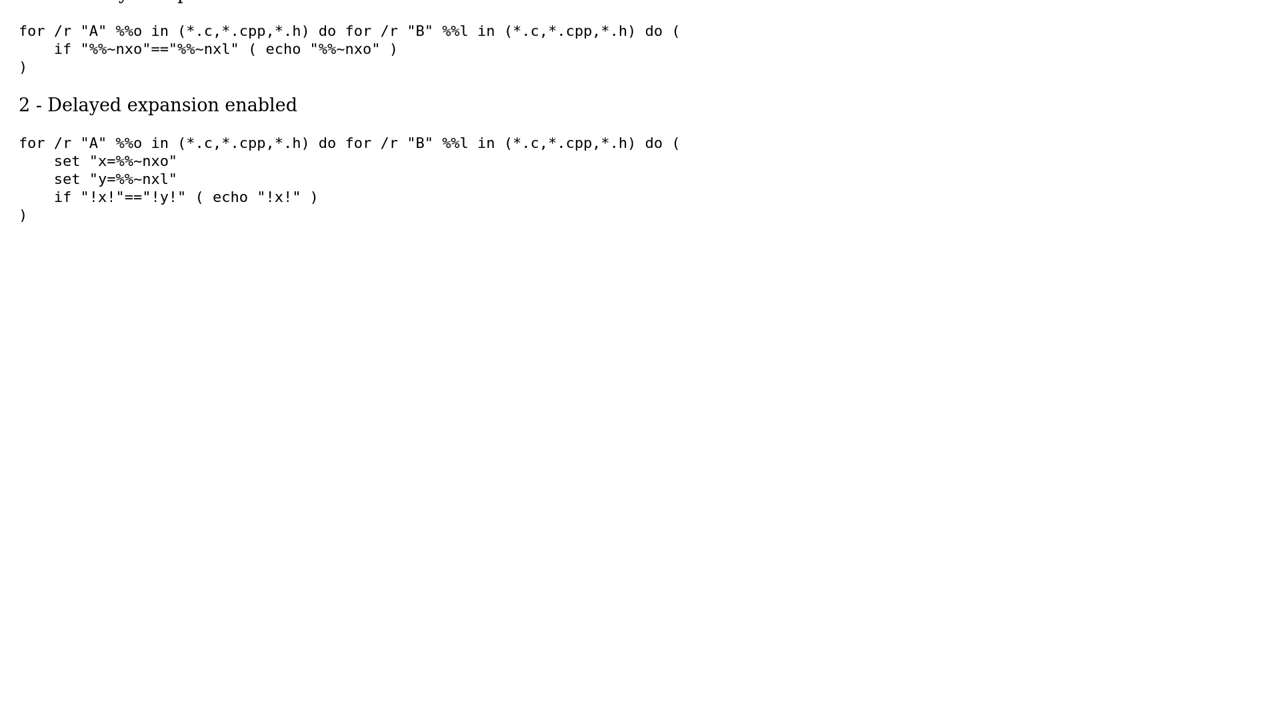 for /r "A" %%o in (*.c,*.cpp,*.h) do for /r "B" %%l in (*.c,*.cpp,*.h) do (
    if "%%~nxo"=="%%~nxl" ( echo "%%~nxo" )
)
2 - Delayed expansion enabled
for /r "A" %%o in (*.c,*.cpp,*.h) do for /r "B" %%l in (*.c,*.cpp,*.h) do (
    set "x=%%~nxo"
    set "y=%%~nxl"
    if "!x!"=="!y!" ( echo "!x!" )
)